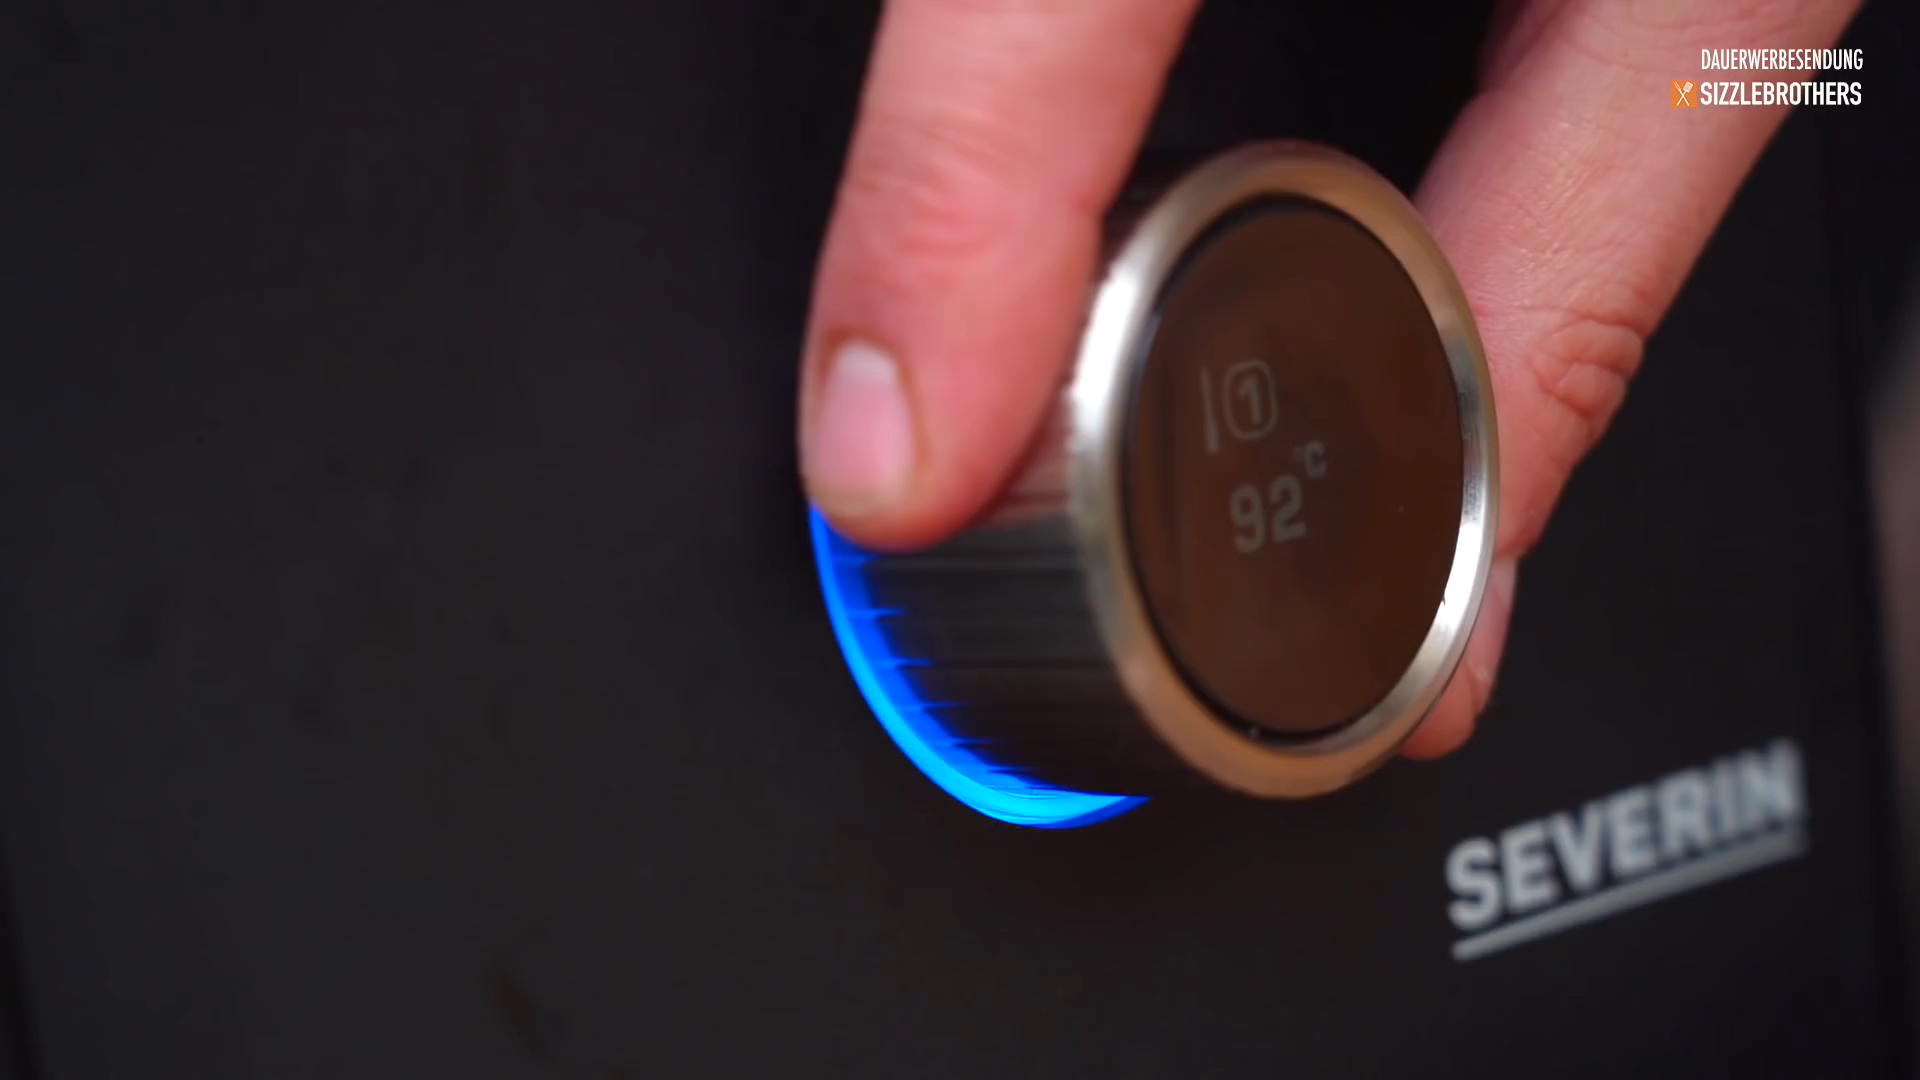 DAUERWERBESENDUNG
SIZZLEBROTHERS
1
92°C
SEVERIN